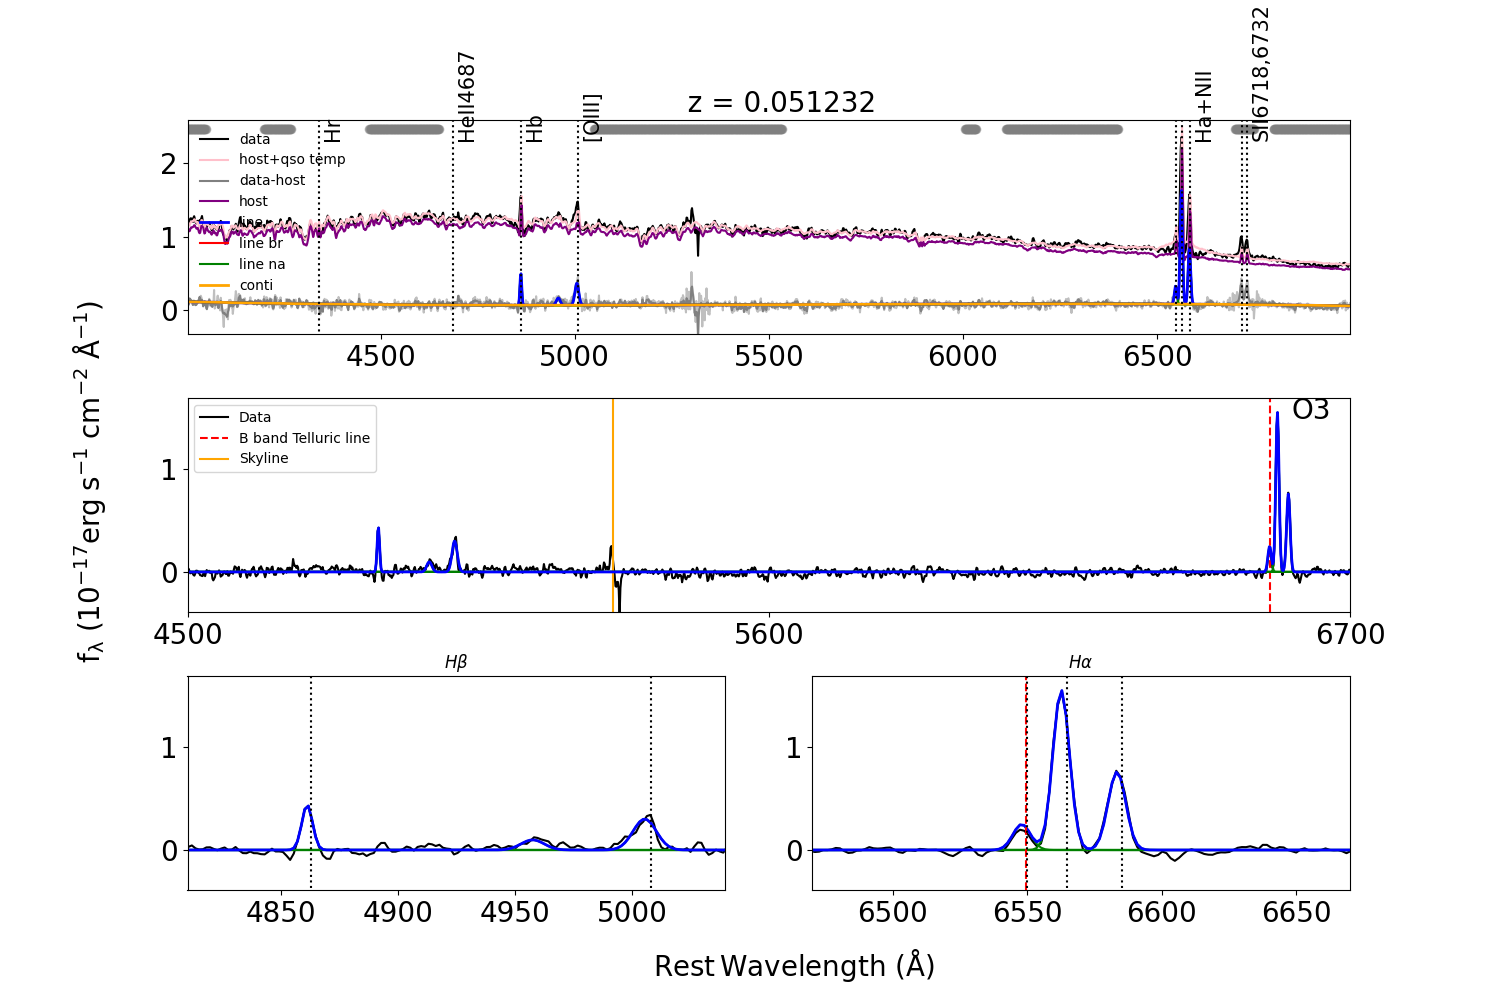 z = 0.051232
Hr
HeII4687
Hb
[OIII]
Ha+NII
SII6718,6732
data
host+qso temp
data-host
host
line
line br
line na
conti
2
1
0
4500 5000 5500 6000 6500
fλ (10−17erg s−1 cm−2 Å−1)
Data
B band Telluric line
Skyline
O3
1
0
4500 5600 6700
Hβ
1
0
4850 4900 4950 5000
Hα
1
0
6500 6550 6600 6650
Rest Wavelength (Å)